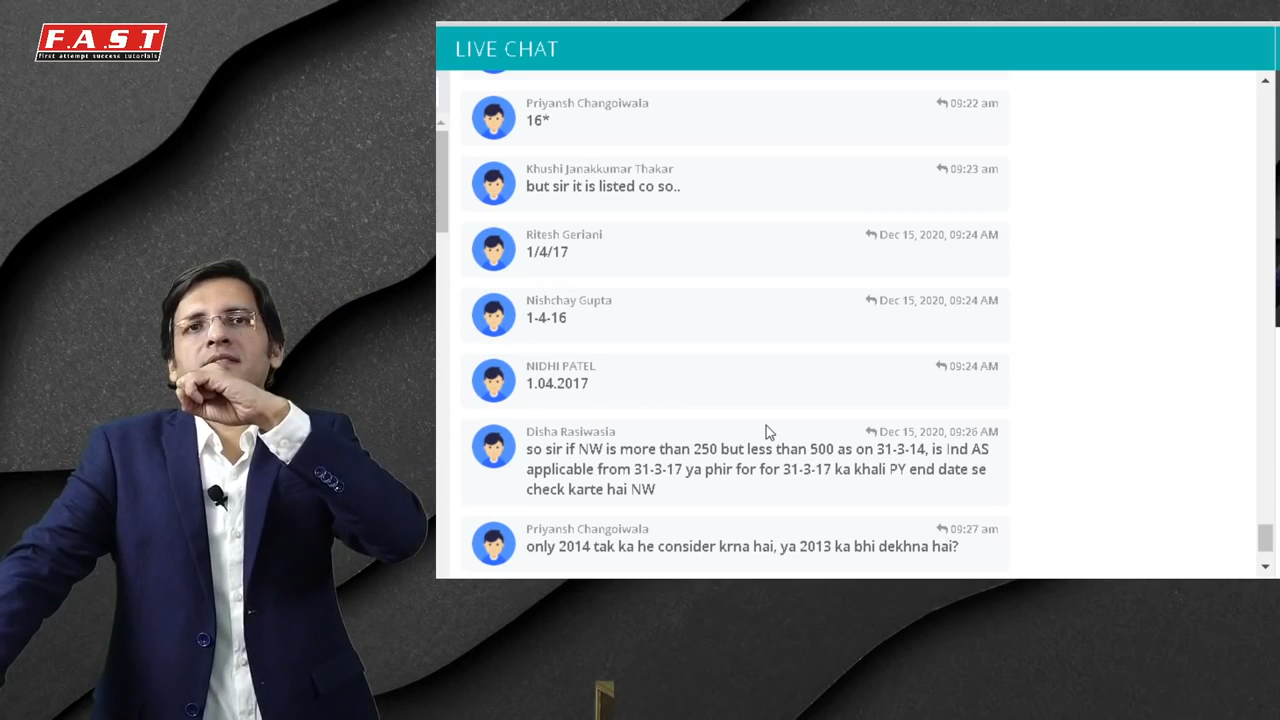 F.A.S.T
first attempt success tutorials
LIVE CHAT
Priyansh Changoiwala 09:22 am
16*
Khushi Janakkumar Thakar 09:23 am
but sir it is listed co so..
Ritesh Geriani Dec 15, 2020, 09:24 AM
1/4/17
Nishchay Gupta Dec 15, 2020, 09:24 AM
1-4-16
NIDHI PATEL 09:24 AM
1.04.2017
Disha Rasiwasia Dec 15, 2020, 09:26 AM
so sir if NW is more than 250 but less than 500 as on 31-3-14, is Ind AS
applicable from 31-3-17 ya phir for for 31-3-17 ka khali PY end date se
check karte hai NW
Priyansh Changoiwala 09:27 am
only 2014 tak ka he consider krna hai, ya 2013 ka bhi dekhna hai?